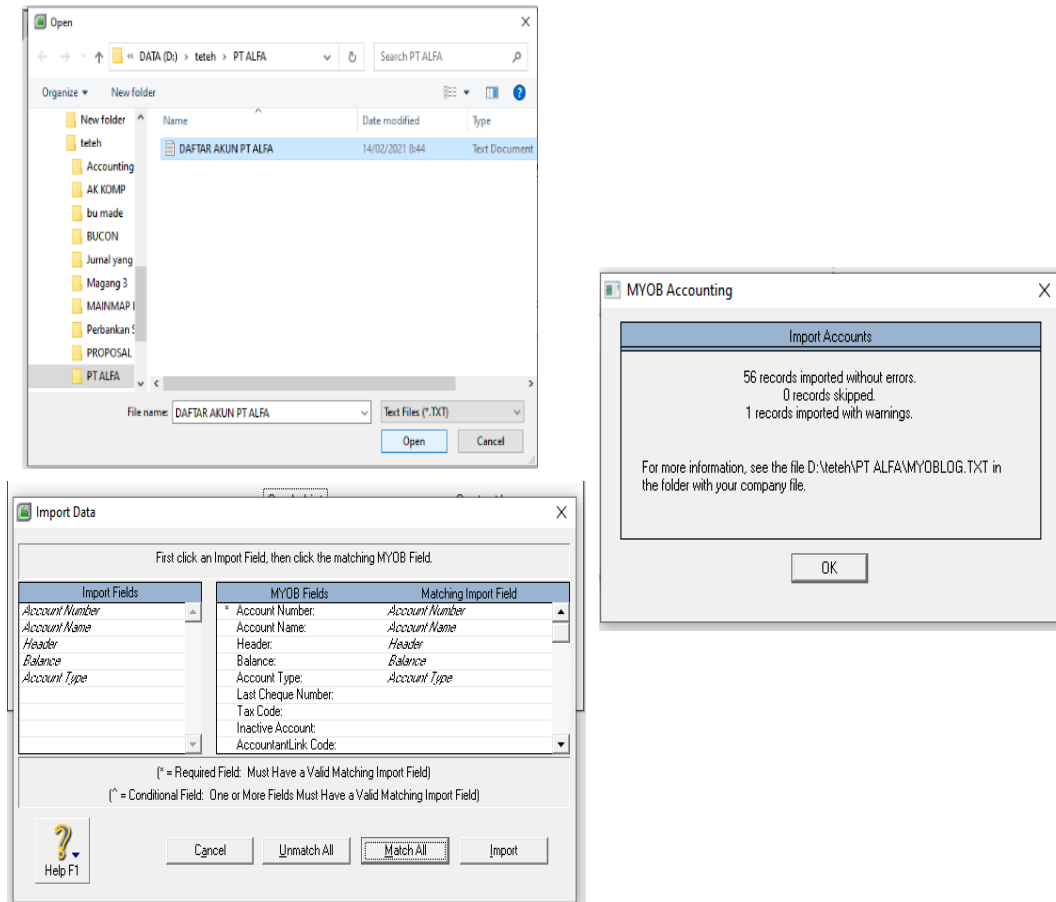 Open
« DATA (D:) › teteh › PT ALFA
Search PT ALFA
Organize
New folder
Name
Date modified
Type
New folder
teteh
Accounting
AK KOMP
bu made
BUCON
Jurnal yang
Magang 3
MAINMAP
Perbankan
PROPOSAL
PT ALFA
DAFTAR AKUN PT ALFA
14/02/2021 8:44
Text Document
File name: DAFTAR AKUN PT ALFA
Text Files (*.TXT)
Open
Cancel
Import Data
First click an Import Field, then click the matching MYOB Field.
Import Fields
Account Number
Account Name
Header
Balance
Account Type
MYOB Fields Matching Import Field
* Account Number: Account Number
Account Name: Account Name
Header: Header
Balance: Balance
Account Type: Account Type
Last Cheque Number:
Tax Code:
Inactive Account:
AccountantLink Code:
(* = Required Field: Must Have a Valid Matching Import Field)
(^ = Conditional Field: One or More Fields Must Have a Valid Matching Import Field)
Help F1
Cancel
Unmatch All
Match All
Import
MYOB Accounting
Import Accounts
56 records imported without errors.
0 records skipped.
1 records imported with warnings.
For more information, see the file D:\teteh\PT ALFA\MYOBLOG.TXT in
the folder with your company file.
OK